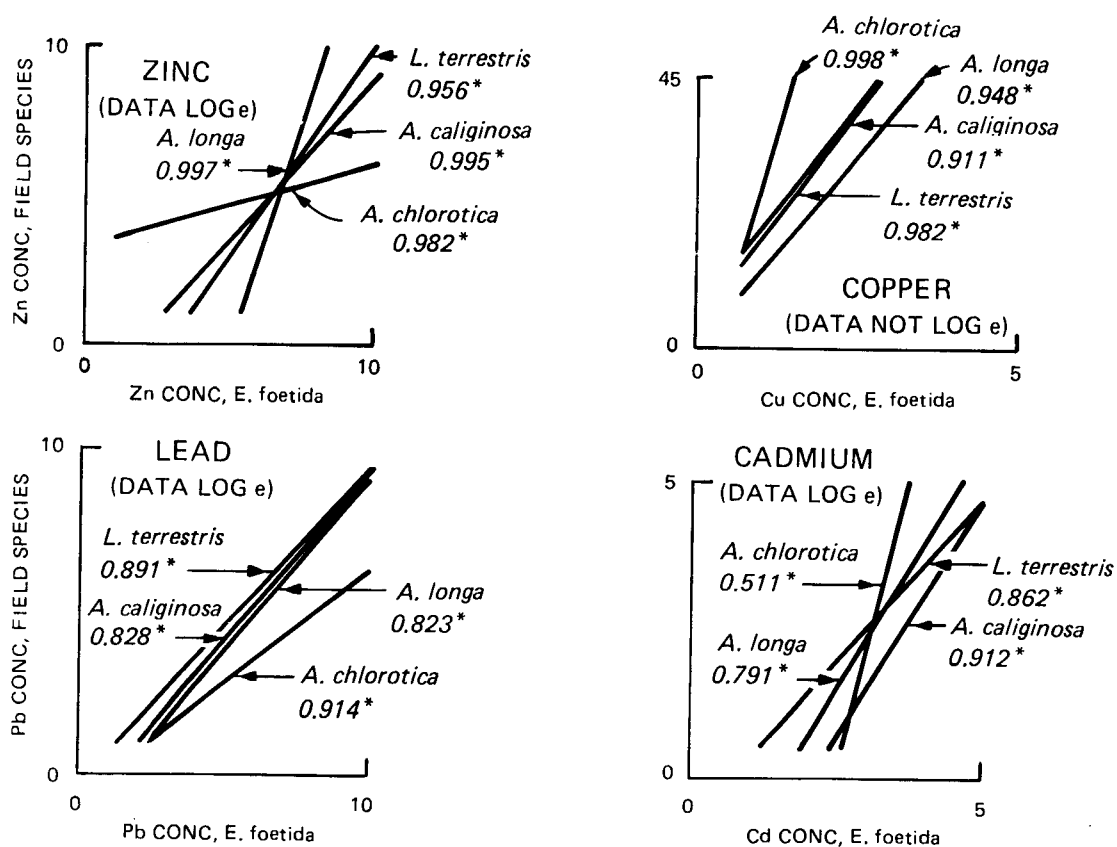 10
ZINC
(DATA LOG e)
L. terrestris
0.956*
A. longa
0.997*
A. caliginosa
0.995*
A. chlorotica
0.982*
Zn CONC, FIELD SPECIES
0
0
10
Zn CONC, E. foetida
A. chlorotica
0.998*
45
A. longa
0.948*
A. caliginosa
0.911*
L. terrestris
0.982*
COPPER
(DATA NOT LOG e)
0
0
5
Cu CONC, E. foetida
10
LEAD
(DATA LOG e)
L. terrestris
0.891*
A. caliginosa
0.828*
A. longa
0.823*
A. chlorotica
0.914*
Pb CONC, FIELD SPECIES
0
0
10
Pb CONC, E. foetida
CADMIUM
(DATA LOG e)
5
A. chlorotica
0.511*
L. terrestris
0.862*
A. longa
0.791*
A. caliginosa
0.912*
0
0
5
Cd CONC, E. foetida